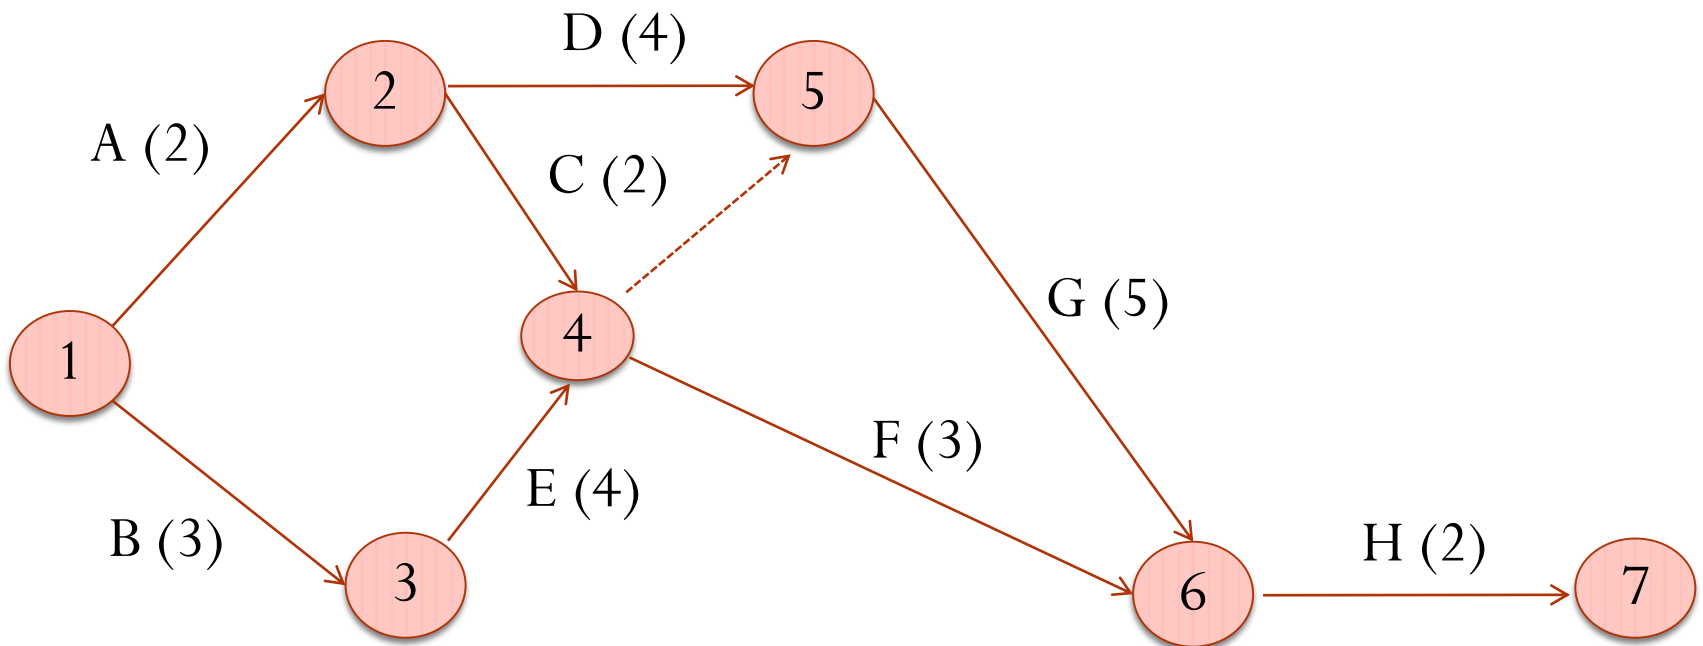 D (4)
2
5
A (2)
C (2)
G (5)
4
1
F (3)
E (4)
B (3)
H (2)
3
6
7